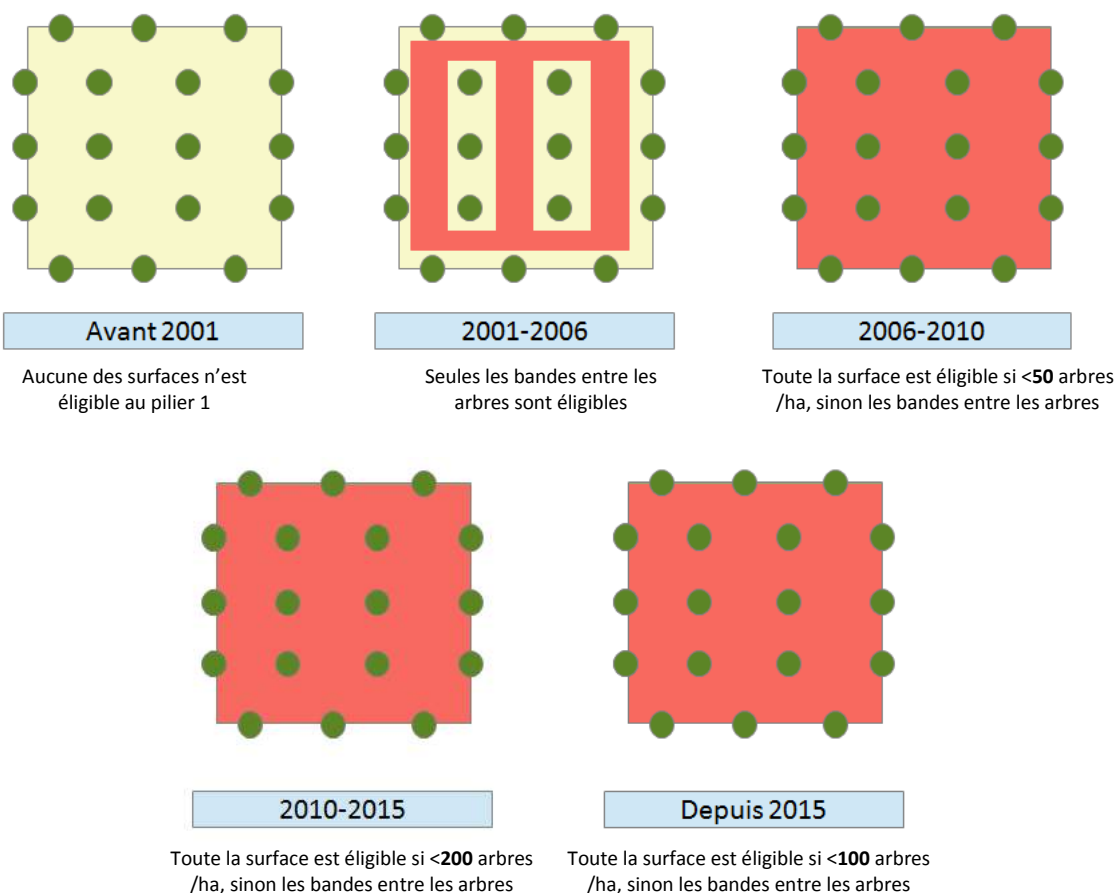 Avant 2001
2001-2006
2006-2010
Aucune des surfaces n'est
éligible au pilier 1
Seules les bandes entre les
arbres sont éligibles
Toute la surface est éligible si <50 arbres
/ha, sinon les bandes entre les arbres
2010-2015
Depuis 2015
Toute la surface est éligible si <200 arbres
/ha, sinon les bandes entre les arbres
Toute la surface est éligible si <100 arbres
/ha, sinon les bandes entre les arbres